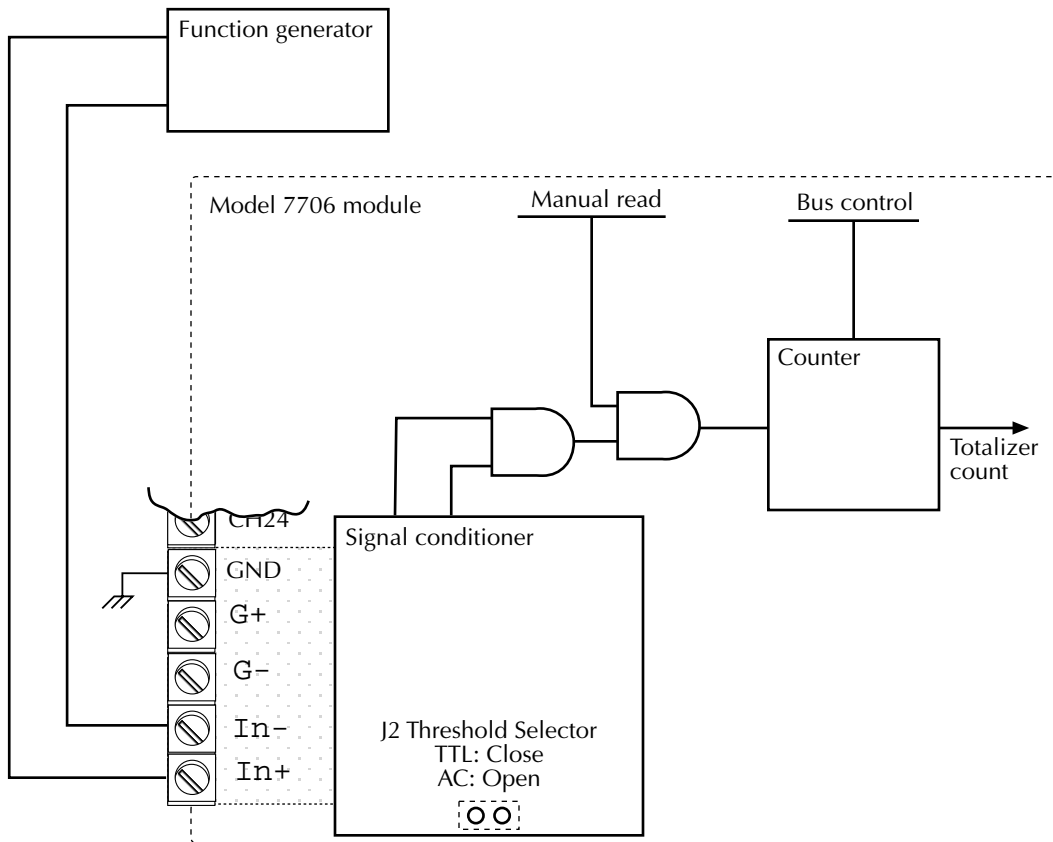 Function generator
Model 7706 module
Manual read
Bus control
Counter
Totalizer
count
CH24
Signal conditioner
GND
G+
G-
In-
In+
J2 Threshold Selector
TTL: Close
AC: Open